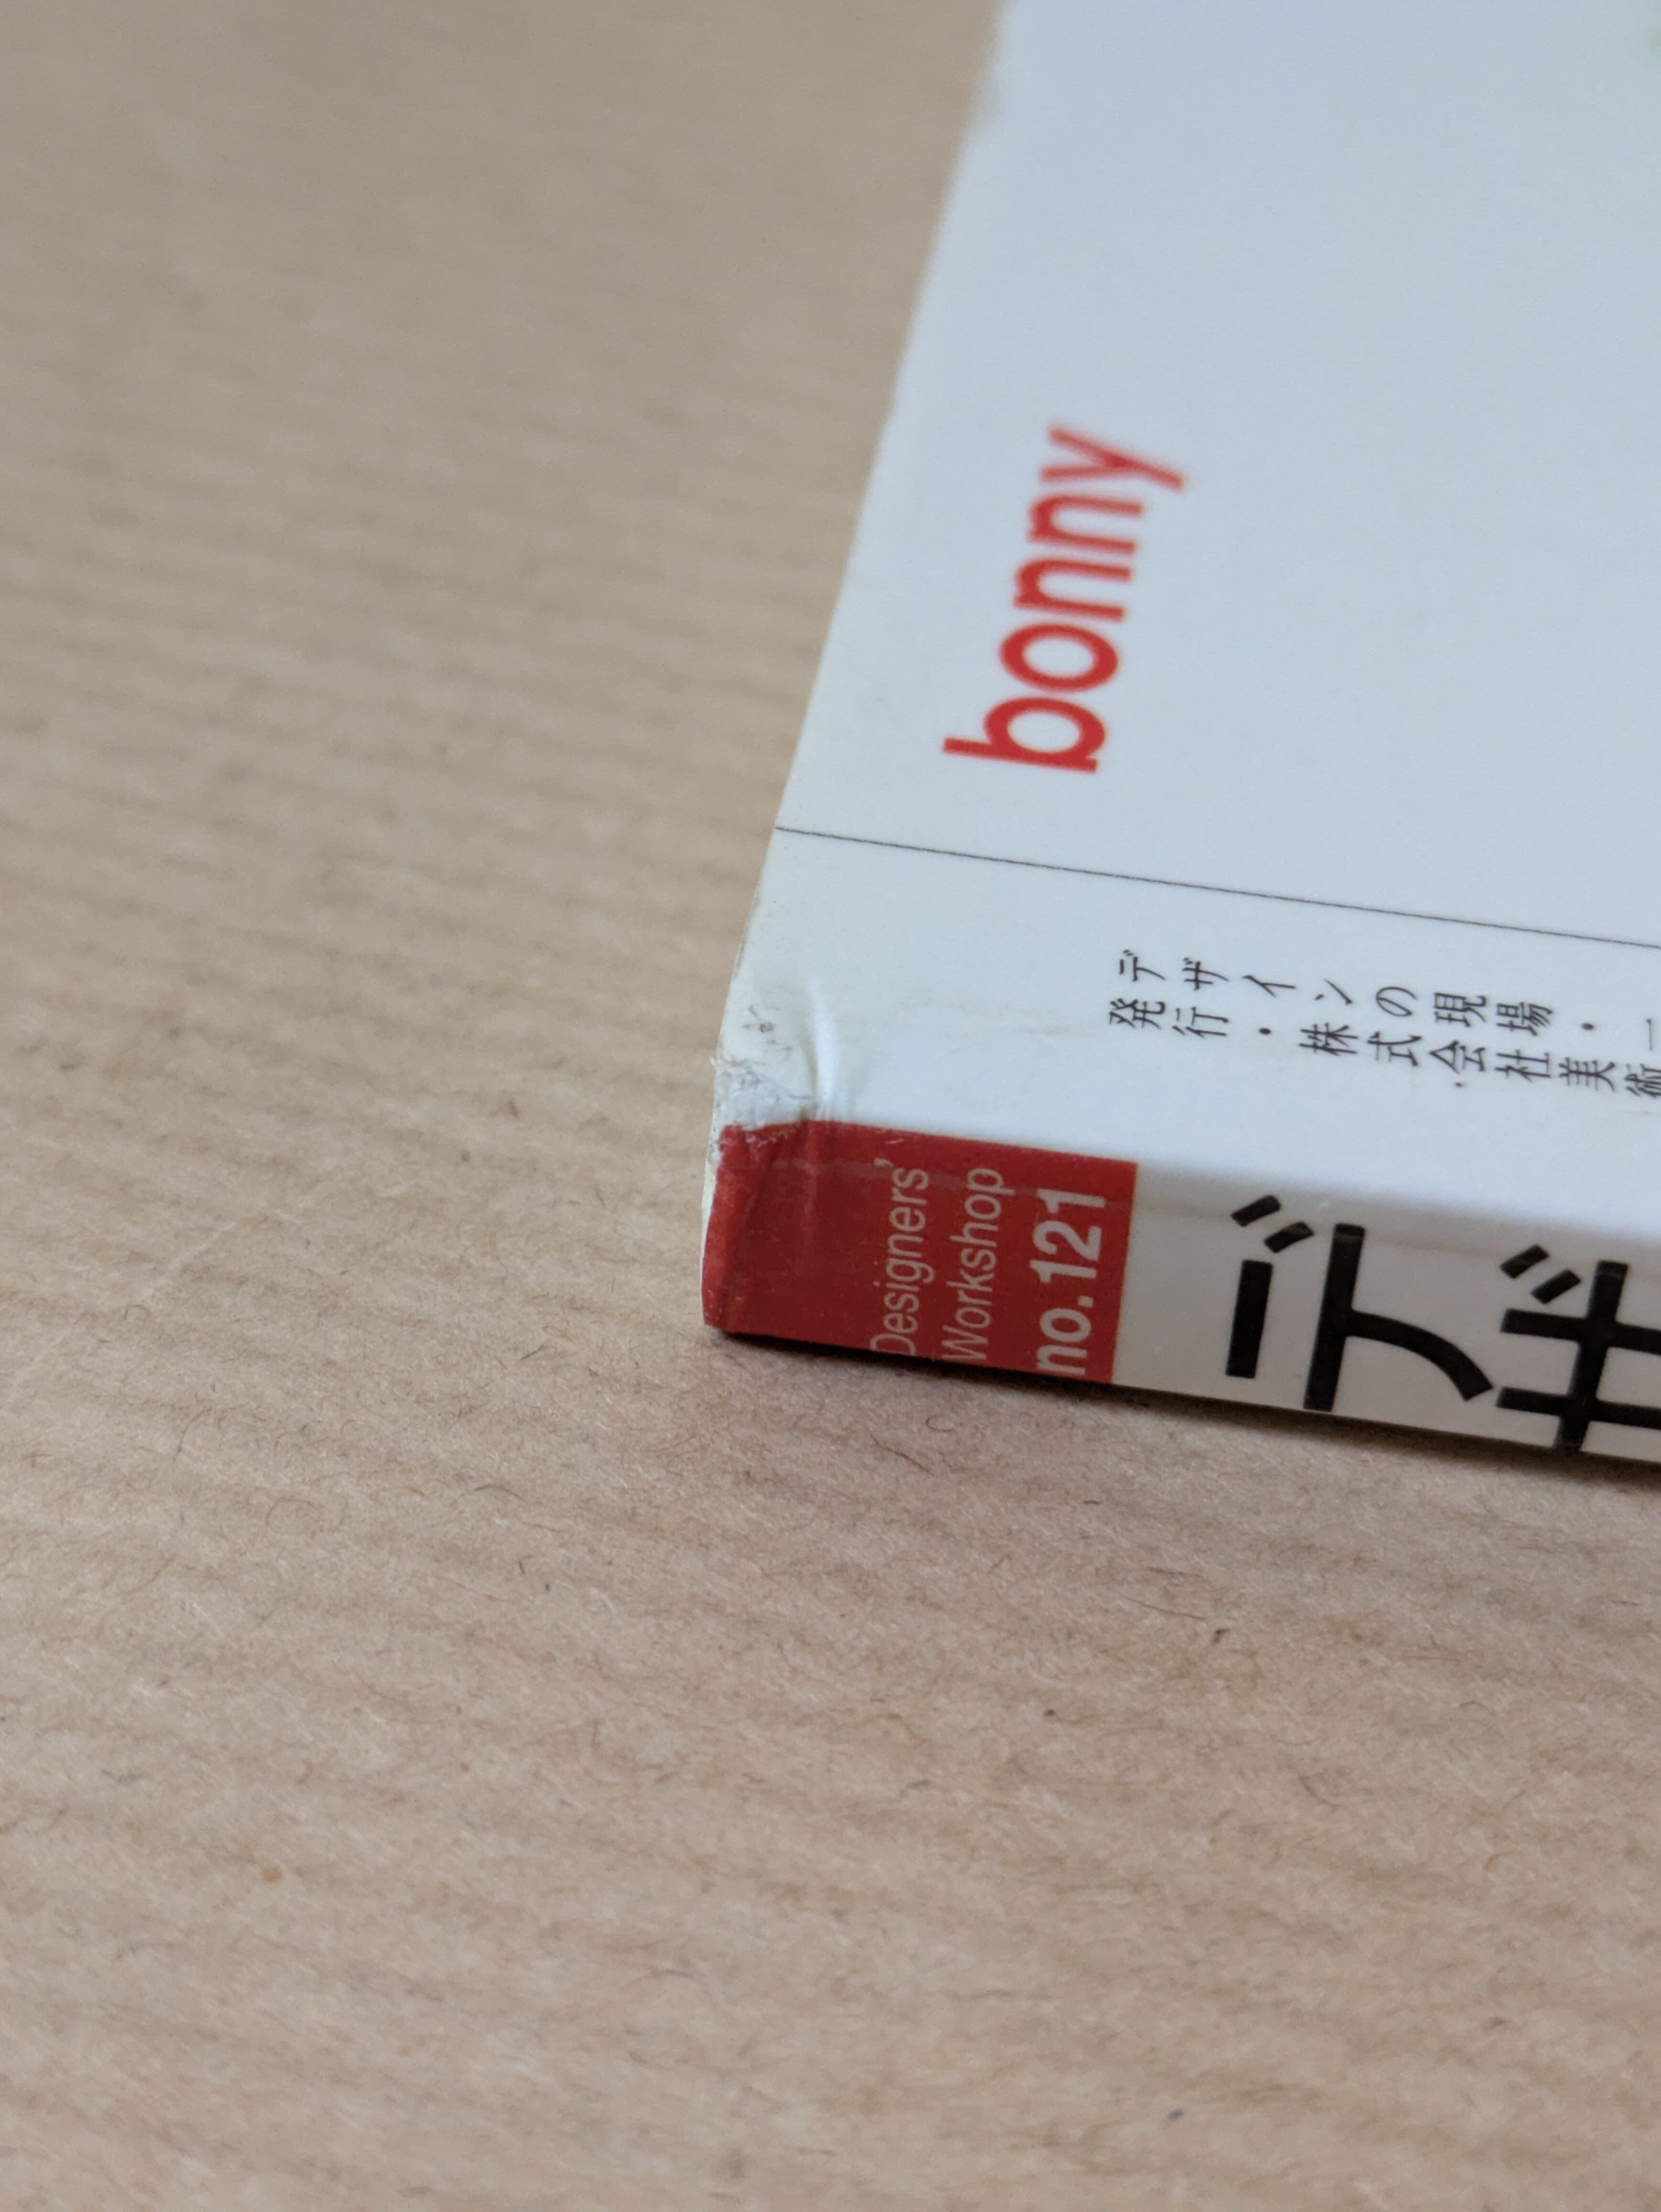 bonny
デザインの現場・一
発行・株式会社美術
Designers'
Workshop
no.121
デザ